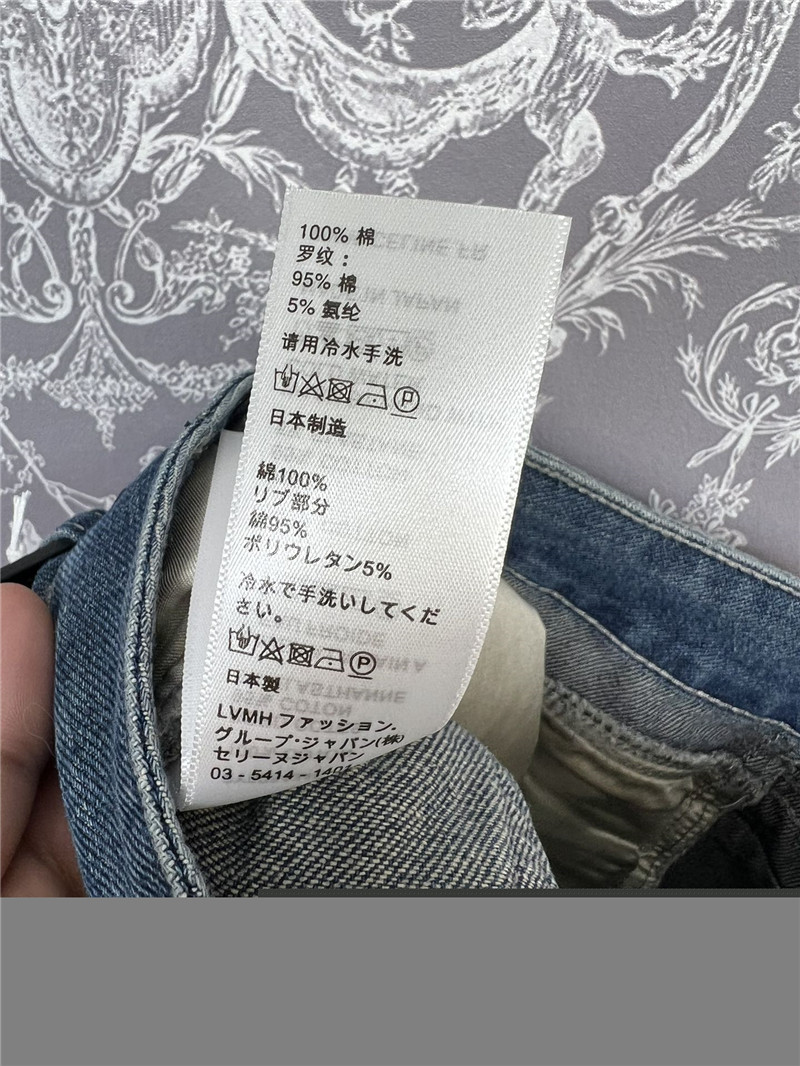 100% 棉
罗纹：
95% 棉
5% 氨纶
请用冷水手洗
P
日本制造
綿100%
リブ部分
綿95%
ポリウレタン5%
冷水で手洗いしてくだ
さい。
P
日本製
LVMH ファッション.
グループ・ジャパン(株)
セリーヌジャパン
03 - 5414 -